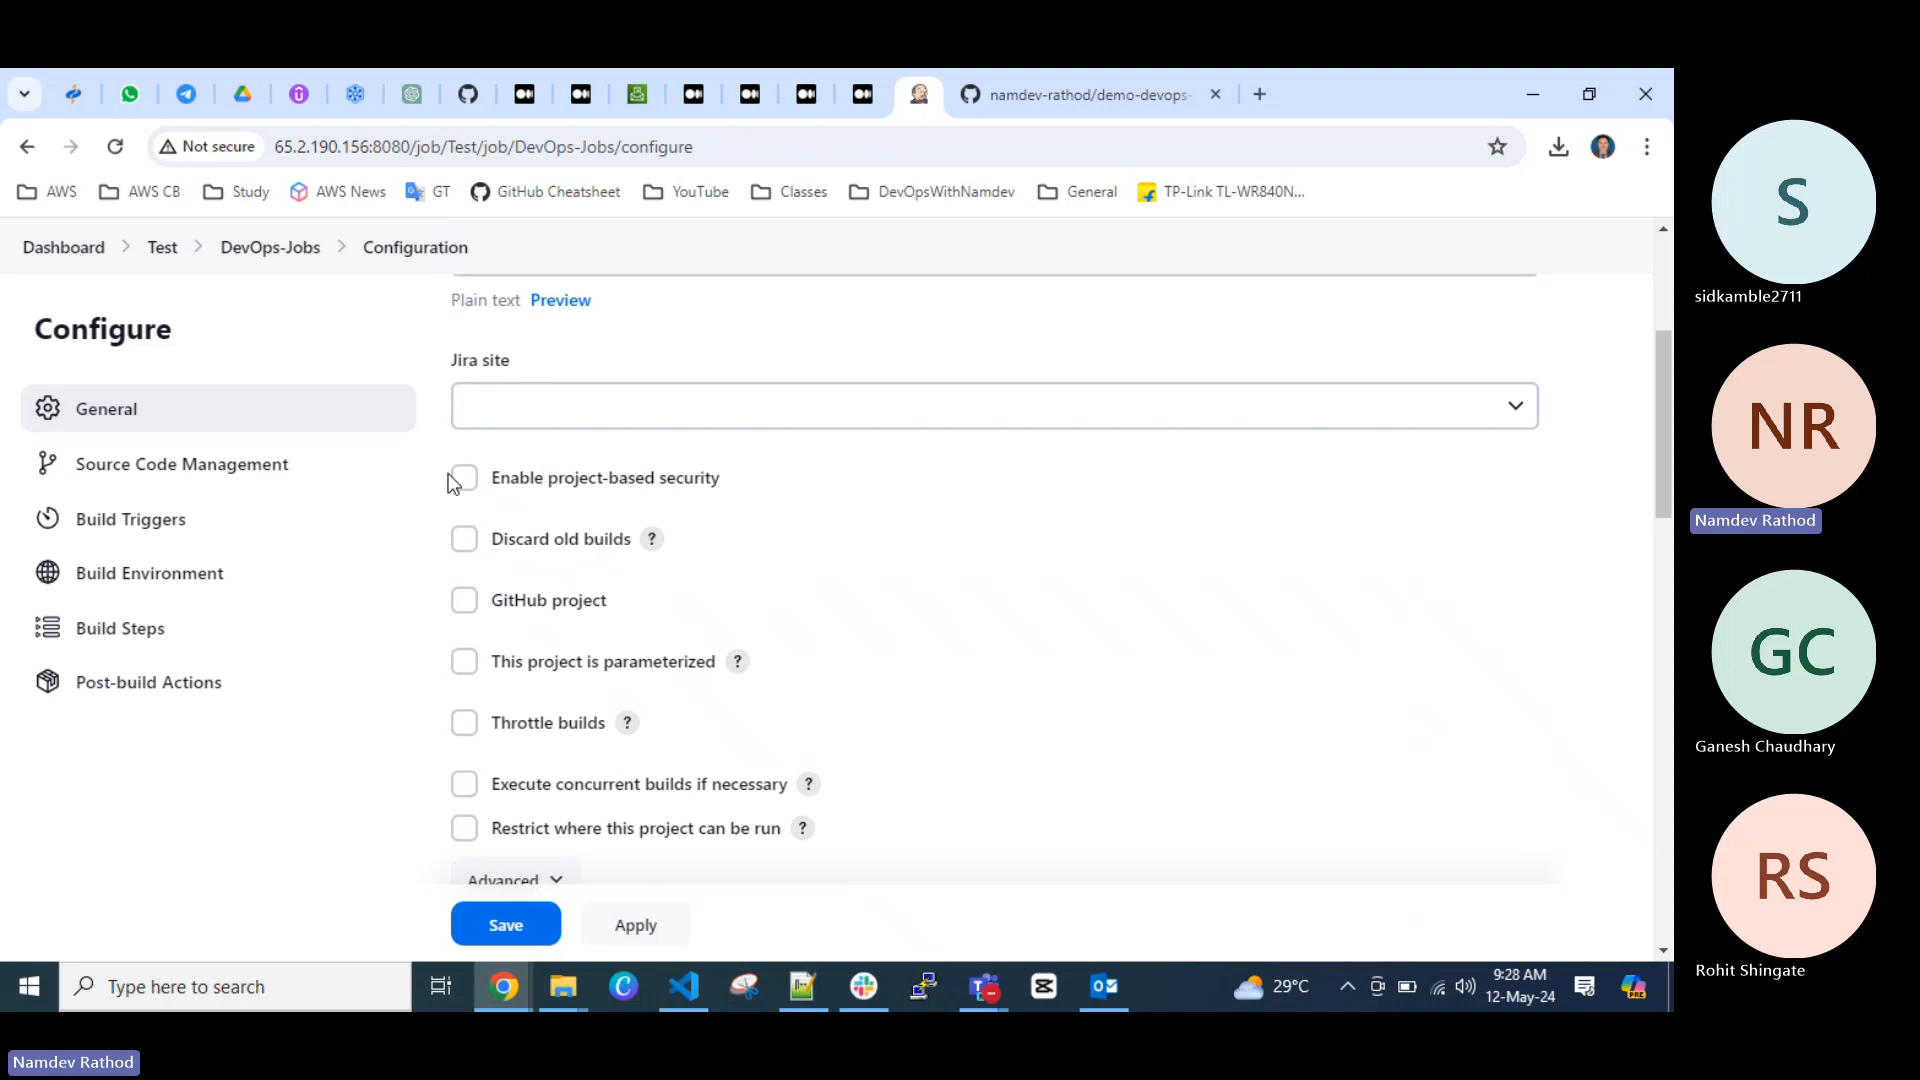 namdev-rathod/demo-devops-
Not secure
65.2.190.156:8080/job/Test/job/DevOps-Jobs/configure
AWS
AWS CB
Study
AWS News
GT
GitHub Cheatsheet
YouTube
Classes
DevOpsWithNamdev
General
TP-Link TL-WR840N...
Dashboard
Test
DevOps-Jobs
Configuration
Configure
General
Source Code Management
Build Triggers
Build Environment
Build Steps
Post-build Actions
Plain text Preview
Jira site
Enable project-based security
Discard old builds ?
GitHub project
This project is parameterized ?
Throttle builds ?
Execute concurrent builds if necessary ?
Restrict where this project can be run ?
Advanced
Save
Apply
Type here to search
29°C
9:28 AM
12-May-24
S
sidkamble2711
NR
Namdev Rathod
GC
Ganesh Chaudhary
RS
Rohit Shingate
Namdev Rathod